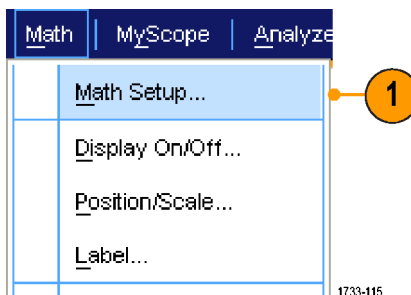 Math | MyScope | Analyze
Math Setup...
1
Display On/Off...
Position/Scale...
Label...
1733-115